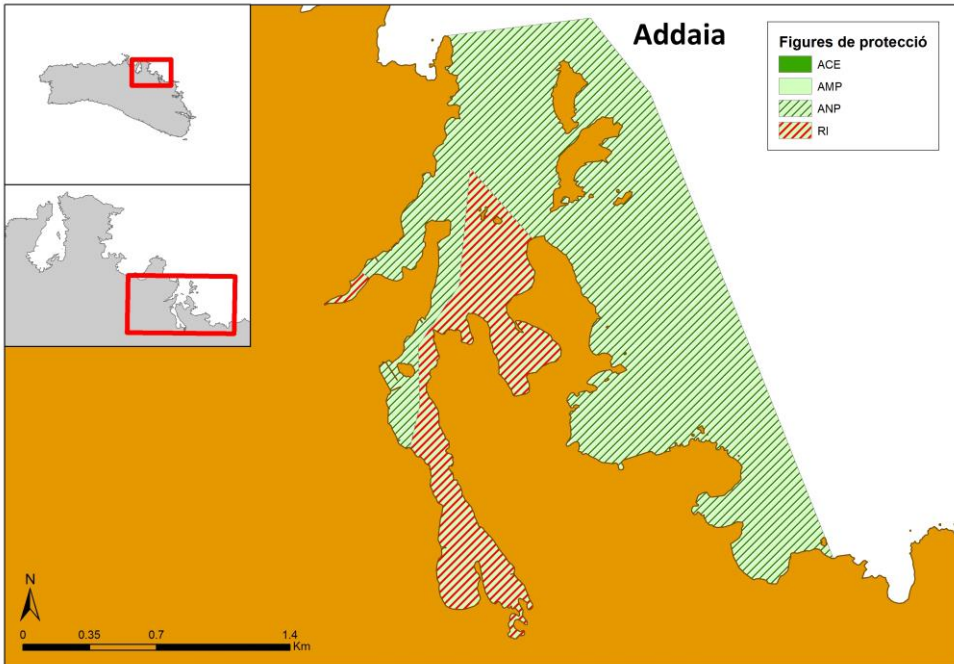 Addaia
Figures de protecció
ACE
AMP
ANP
RI
N
0 0.35 0.7 1.4
Km